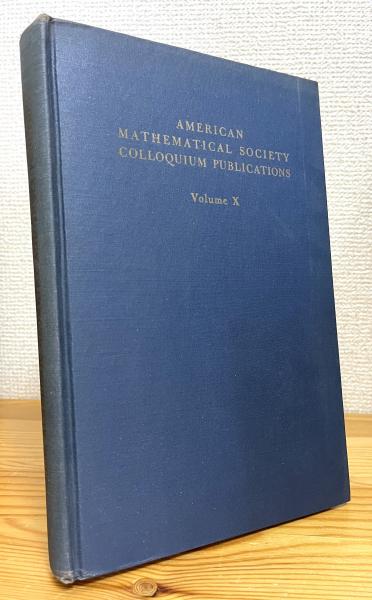 AMERICAN
MATHEMATICAL SOCIETY
COLLOQUIUM PUBLICATIONS
Volume X